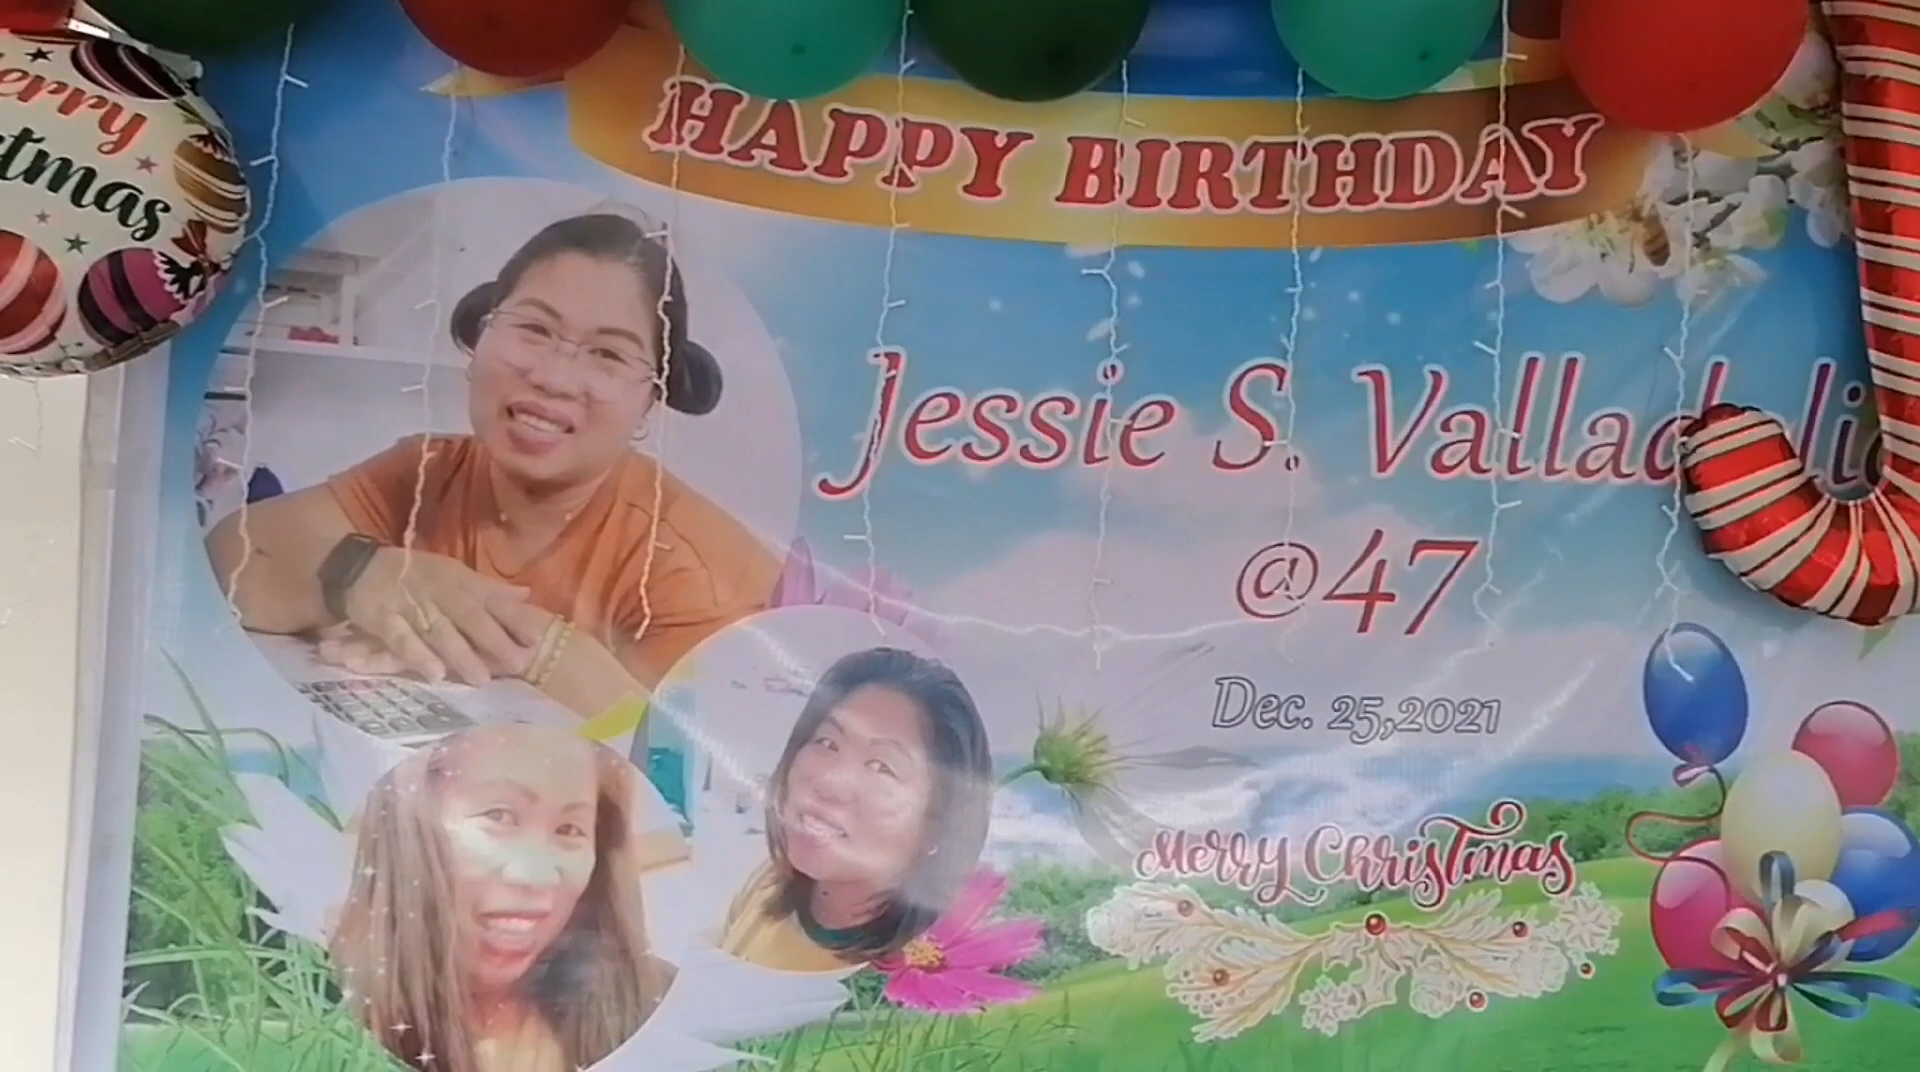 HAPPY BIRTHDAY
Jessie S.
@47
Dec. 25,2021
Merry Christmas